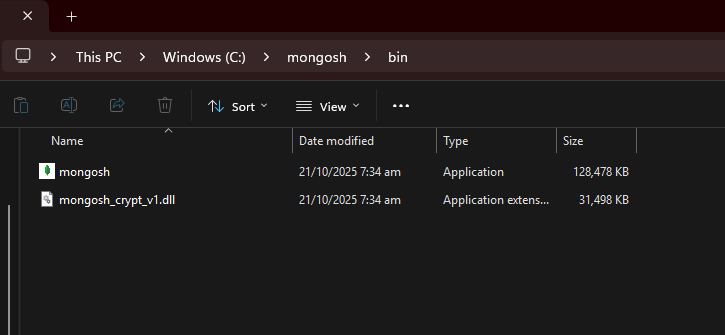 This PC > Windows (C:) > mongosh > bin
Sort View
Name Date modified Type Size
mongosh 21/10/2025 7:34 am Application 128,478 KB
mongosh_crypt_v1.dll 21/10/2025 7:34 am Application extens... 31,498 KB